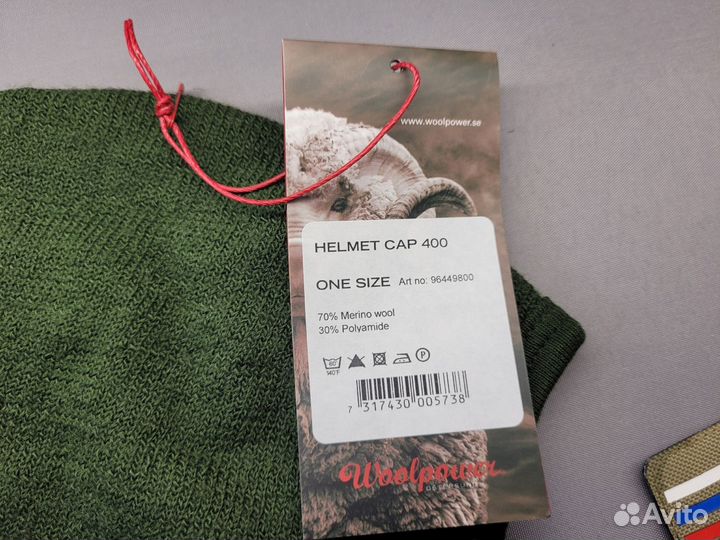 www.woolpower.se
HELMET CAP 400
ONE SIZE Art no: 96449800
70% Merino wool
30% Polyamide
60°
140°F
P
7 317430 005738
Woolpower
Avito